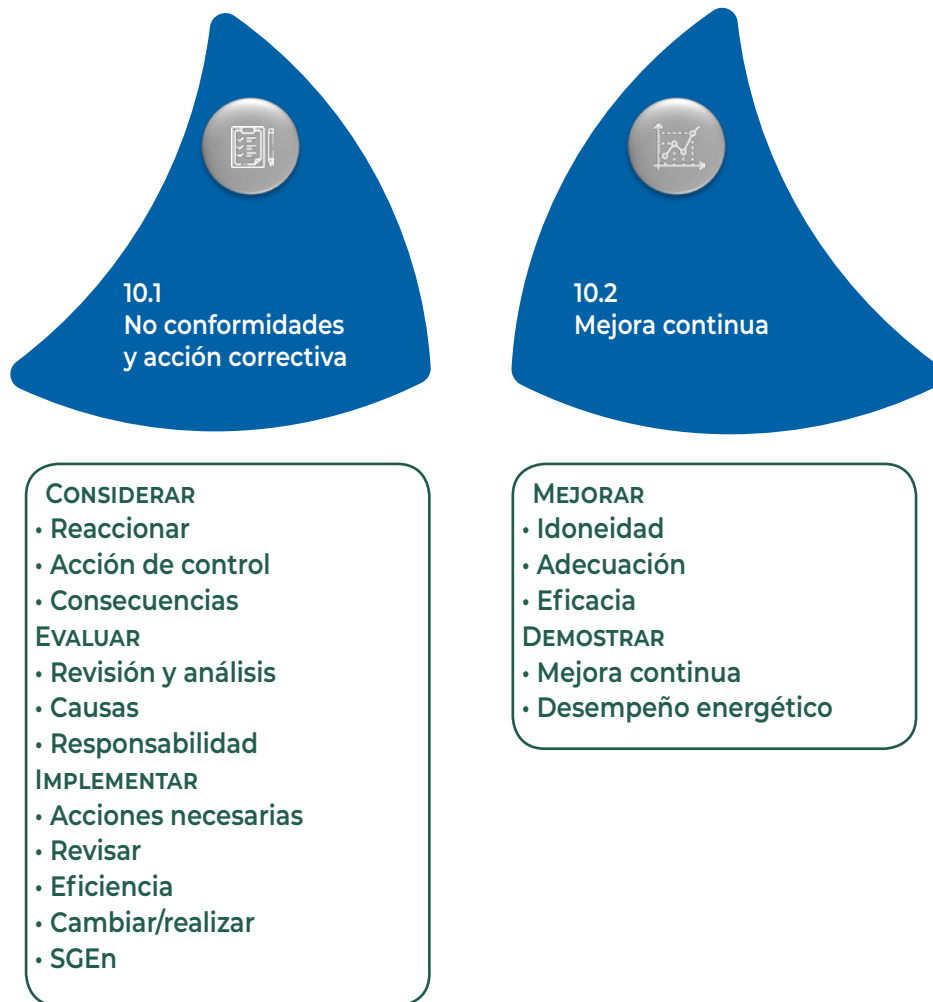 10.1
No conformidades
y acción correctiva
CONSIDERAR
• Reaccionar
• Acción de control
• Consecuencias
EVALUAR
• Revisión y análisis
• Causas
• Responsabilidad
IMPLEMENTAR
• Acciones necesarias
• Revisar
• Eficiencia
• Cambiar/realizar
• SGEn
10.2
Mejora continua
MEJORAR
• Idoneidad
• Adecuación
• Eficacia
DEMOSTRAR
• Mejora continua
• Desempeño energético